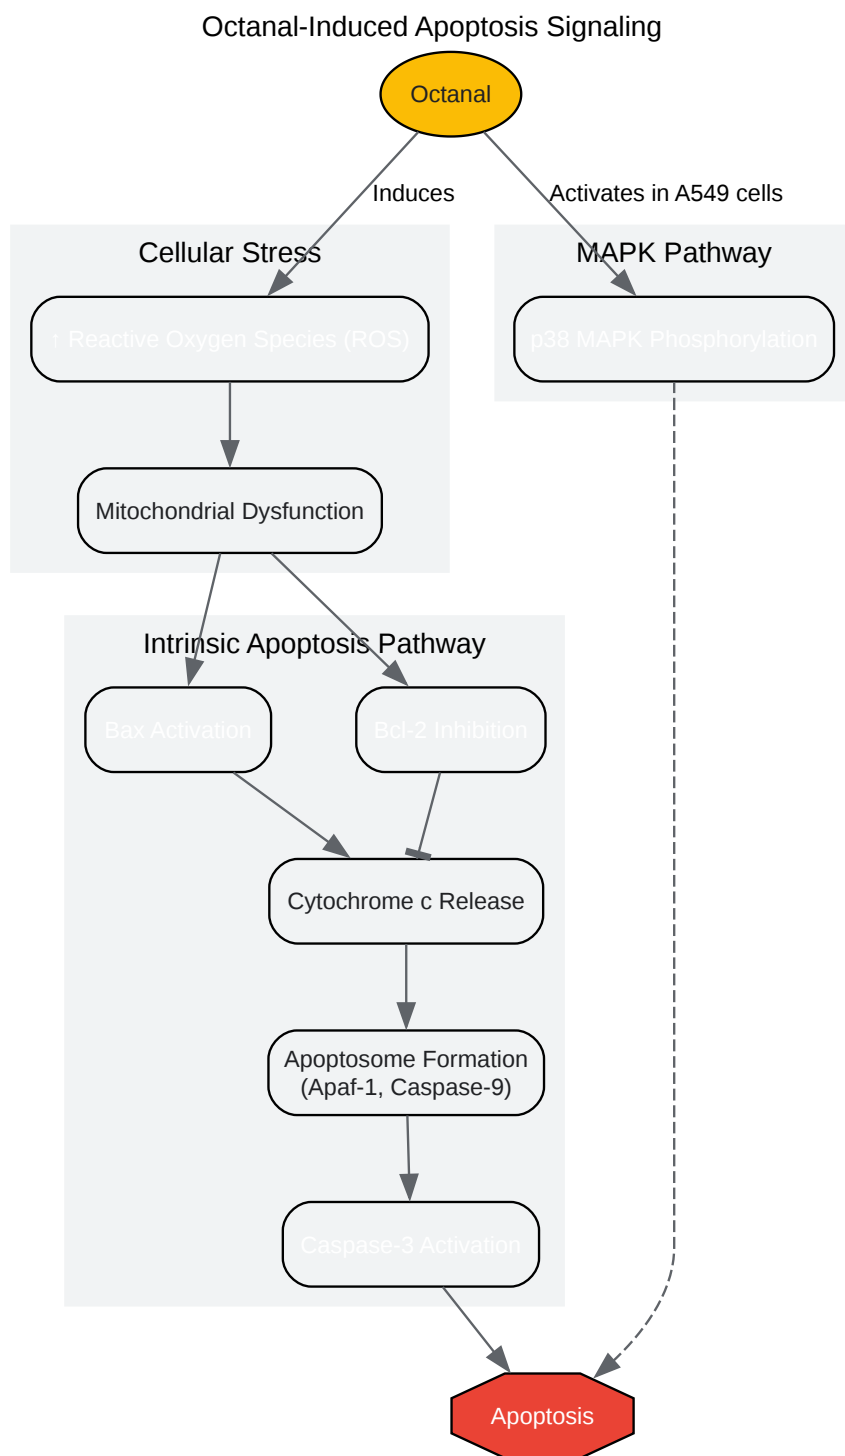 Octanal-Induced Apoptosis Signaling
Octanal
Induces
Activates in A549 cells
Cellular Stress
MAPK Pathway
↑ Reactive Oxygen Species (ROS)
p38 MAPK Phosphorylation
Mitochondrial Dysfunction
Intrinsic Apoptosis Pathway
Bax Activation
Bcl-2 Inhibition
Cytochrome c Release
Apoptosome Formation
(Apaf-1, Caspase-9)
Caspase-3 Activation
Apoptosis